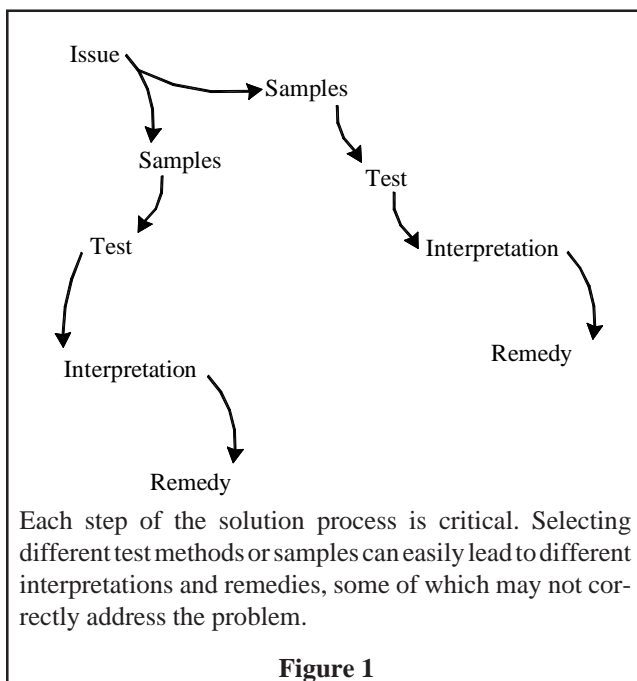 Issue
Samples
Samples
Test
Test
Interpretation
Remedy
Interpretation
Remedy
Each step of the solution process is critical. Selecting
different test methods or samples can easily lead to different
interpretations and remedies, some of which may not cor-
rectly address the problem.
Figure 1